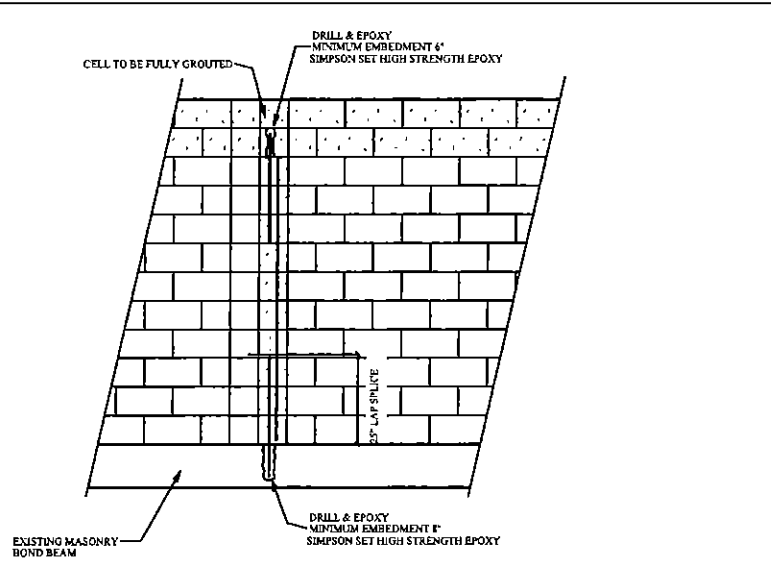 DRILL & EPOXY
MINIMUM EMBEDMENT 6"
SIMPSON SET HIGH STRENGTH EPOXY
CELL TO BE FULLY GROUTED
25" LAP SPLICE
DRILL & EPOXY
MINIMUM EMBEDMENT 8"
SIMPSON SET HIGH STRENGTH EPOXY
EXISTING MASONRY
BOND BEAM